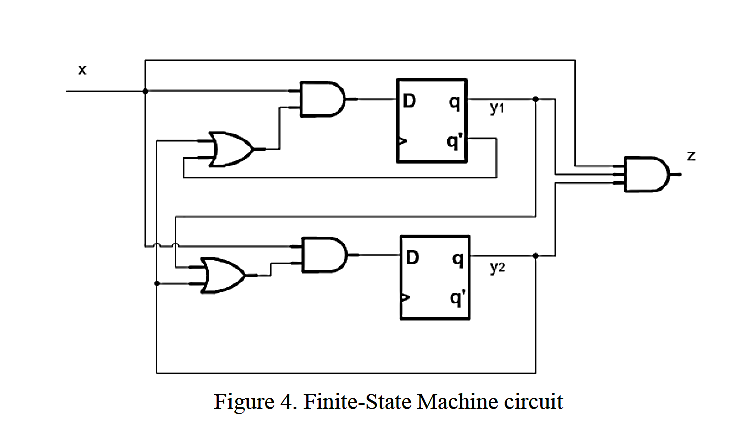 x
D q y1
q'
z
D q y2
q'
Figure 4. Finite-State Machine circuit